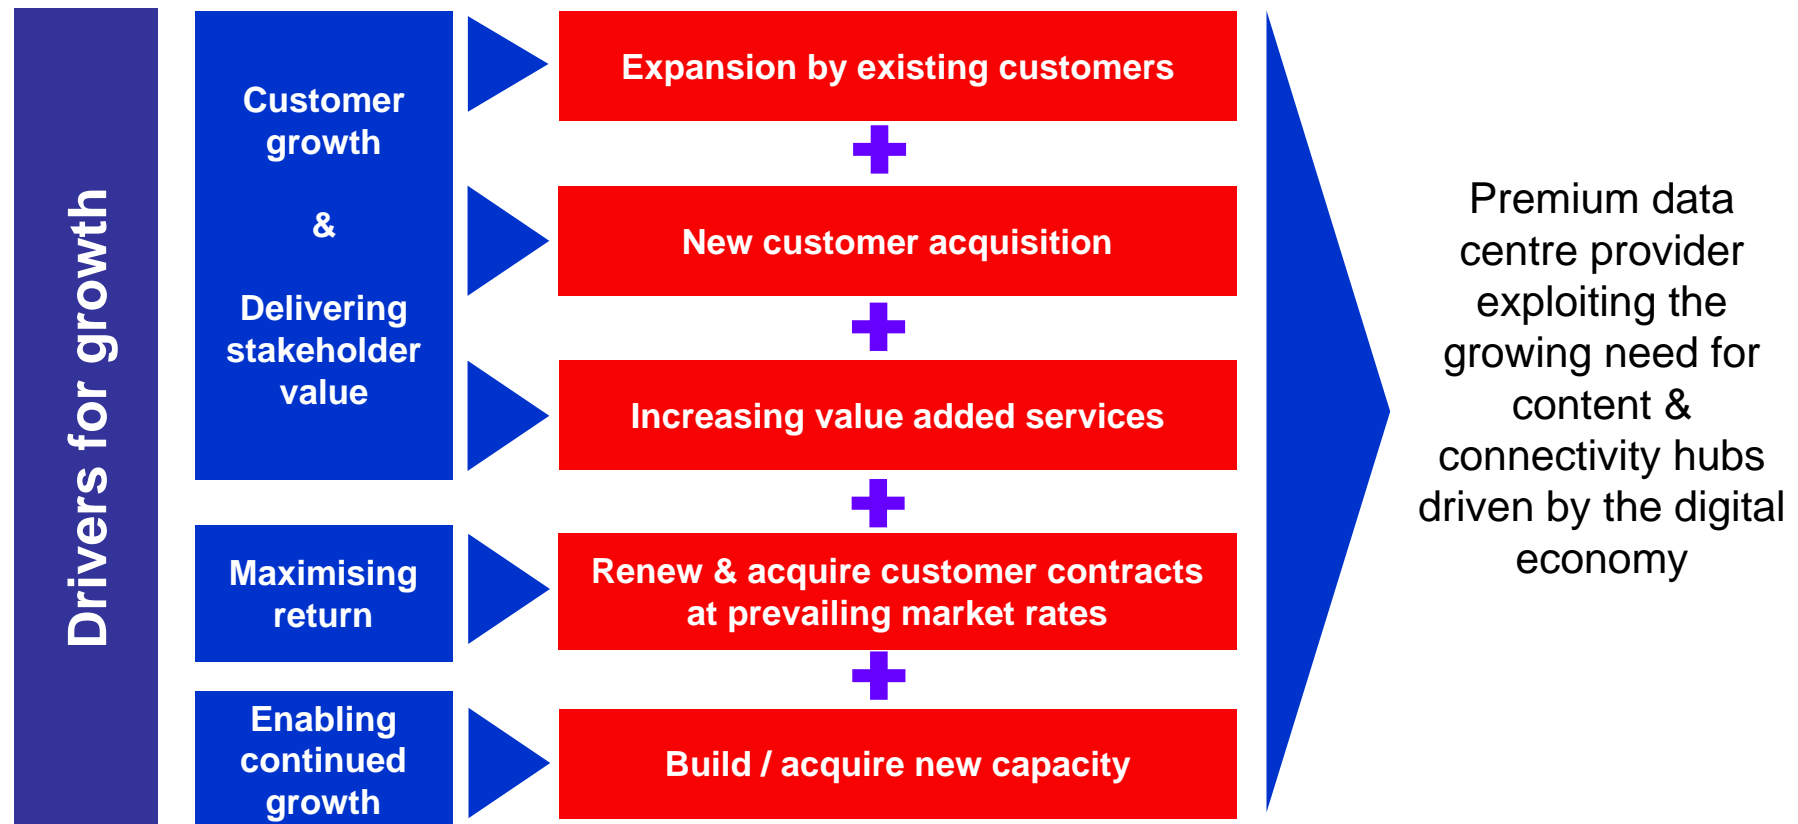 Drivers for growth
Customer
growth
&
Delivering
stakeholder
value
Expansion by existing customers
New customer acquisition
Increasing value added services
Maximising
return
Renew & acquire customer contracts
at prevailing market rates
Enabling
continued
growth
Build / acquire new capacity
Premium data
centre provider
exploiting the
growing need for
content &
connectivity hubs
driven by the digital
economy